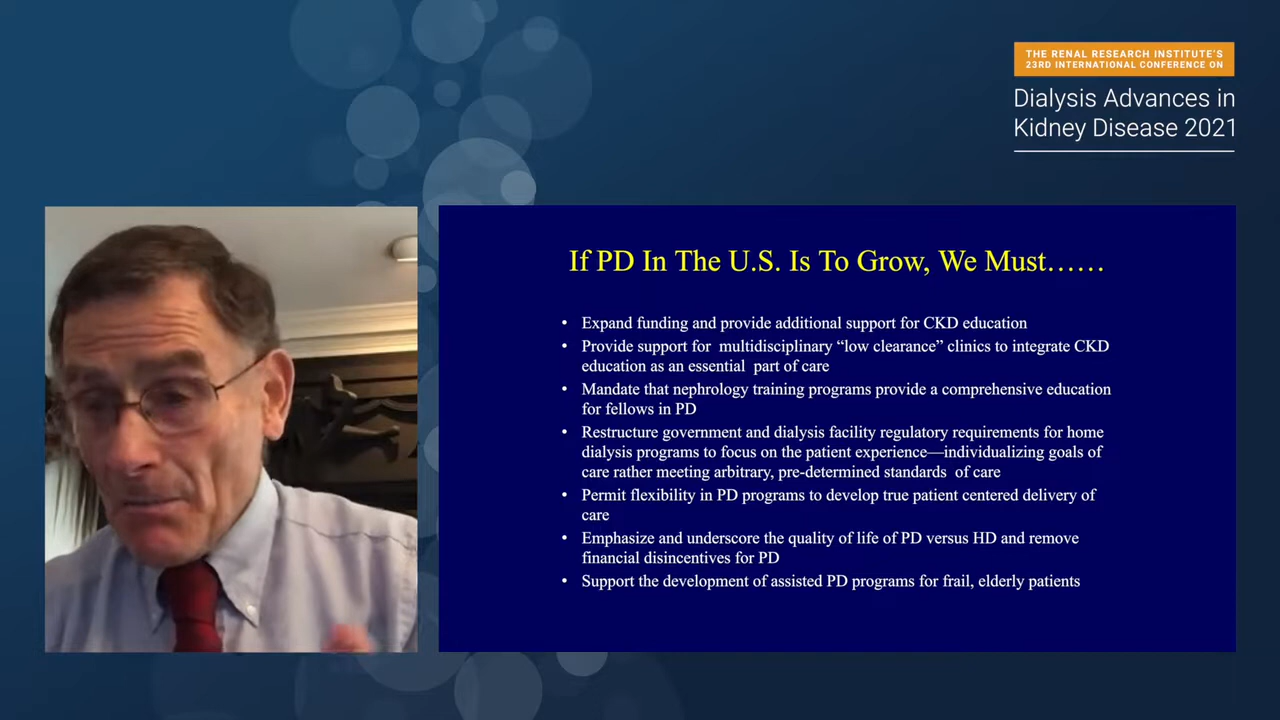 THE RENAL RESEARCH INSTITUTE'S
23RD INTERNATIONAL CONFERENCE ON
Dialysis Advances in
Kidney Disease 2021
If PD In The U.S. Is To Grow, We Must……
• Expand funding and provide additional support for CKD education
• Provide support for multidisciplinary “low clearance” clinics to integrate CKD
education as an essential part of care
• Mandate that nephrology training programs provide a comprehensive education
for fellows in PD
• Restructure government and dialysis facility regulatory requirements for home
dialysis programs to focus on the patient experience—individualizing goals of
care rather meeting arbitrary, pre-determined standards of care
• Permit flexibility in PD programs to develop true patient centered delivery of
care
• Emphasize and underscore the quality of life of PD versus HD and remove
financial disincentives for PD
• Support the development of assisted PD programs for frail, elderly patients